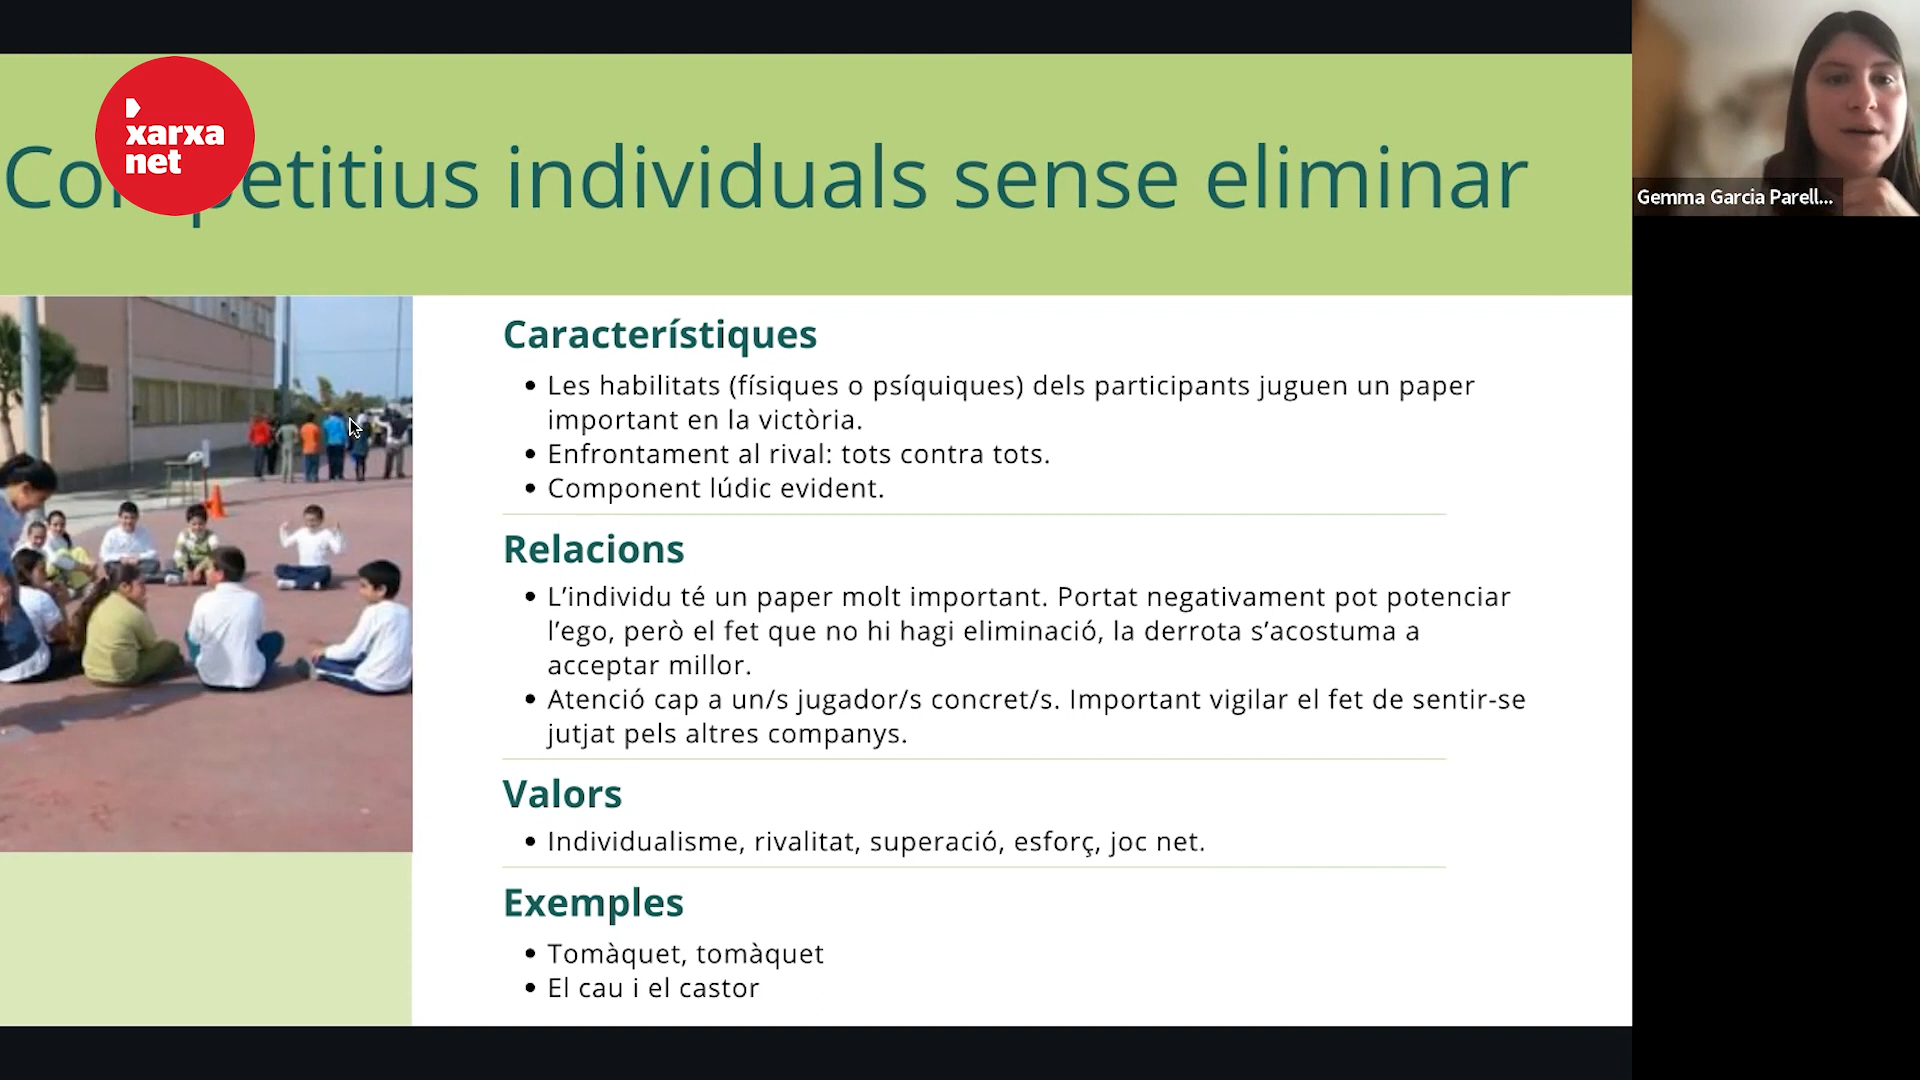 xarxa
net
Competitius individuals sense eliminar
Gemma Garcia Parell...
Característiques
• Les habilitats (físiques o psíquiques) dels participants juguen un paper
important en la victòria.
• Enfrontament al rival: tots contra tots.
• Component lúdic evident.
Relacions
• L’individu té un paper molt important. Portat negativament pot potenciar
l’ego, però el fet que no hi hagi eliminació, la derrota s’acostuma a
acceptar millor.
• Atenció cap a un/s jugador/s concret/s. Important vigilar el fet de sentir-se
jutjat pels altres companys.
Valors
• Individualisme, rivalitat, superació, esforç, joc net.
Exemples
• Tomàquet, tomàquet
• El cau i el castor